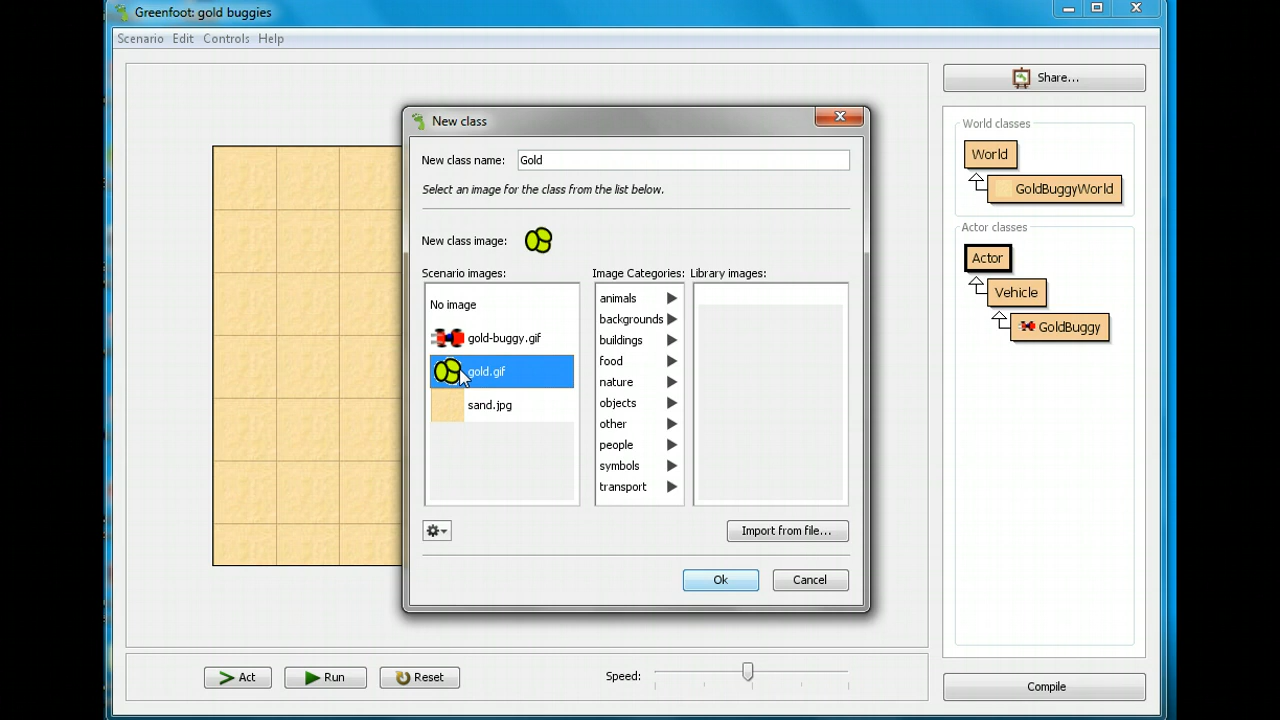 Greenfoot: gold buggies
Scenario Edit Controls Help
Share...
World classes
World
GoldBuggyWorld
Actor classes
Actor
Vehicle
GoldBuggy
New class
New class name: Gold
Select an image for the class from the list below.
New class image:
Scenario images: Image Categories: Library images:
No image
gold-buggy.gif
gold.gif
sand.jpg
animals
backgrounds
buildings
food
nature
objects
other
people
symbols
transport
Import from file...
Ok Cancel
Act Run Reset Speed:
Compile